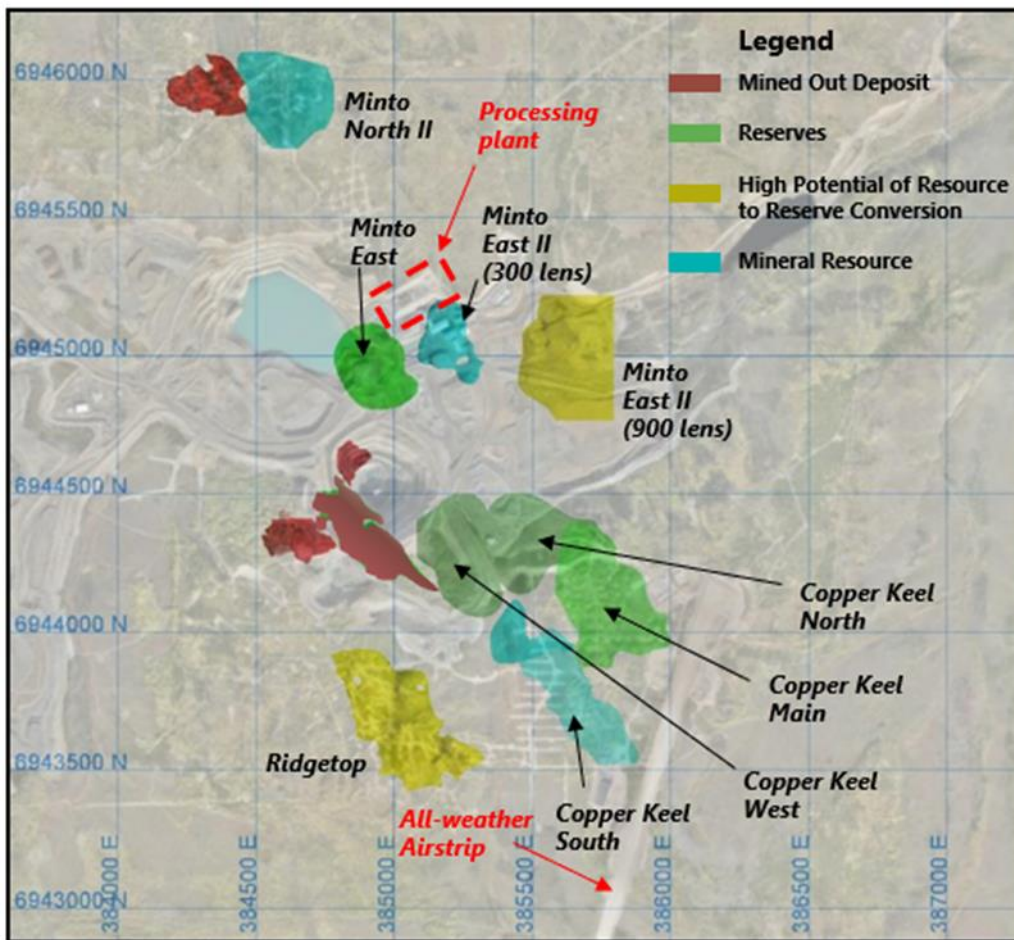 Legend
Mined Out Deposit
Reserves
High Potential of Resource
to Reserve Conversion
Mineral Resource
6946000 N
Minto
North II
Processing
plant
6945500 N
Minto
East
Minto
East II
(300 lens)
6945000 N
Minto
East II
(900 lens)
6944500 N
Copper Keel
North
6944000 N
Copper Keel
Main
Ridgetop
6943500 N
Copper Keel
West
All-weather
Airstrip
Copper Keel
South
6943000 N
384000 E
384500 E
385000 E
385500 E
386000 E
386500 E
387000 E